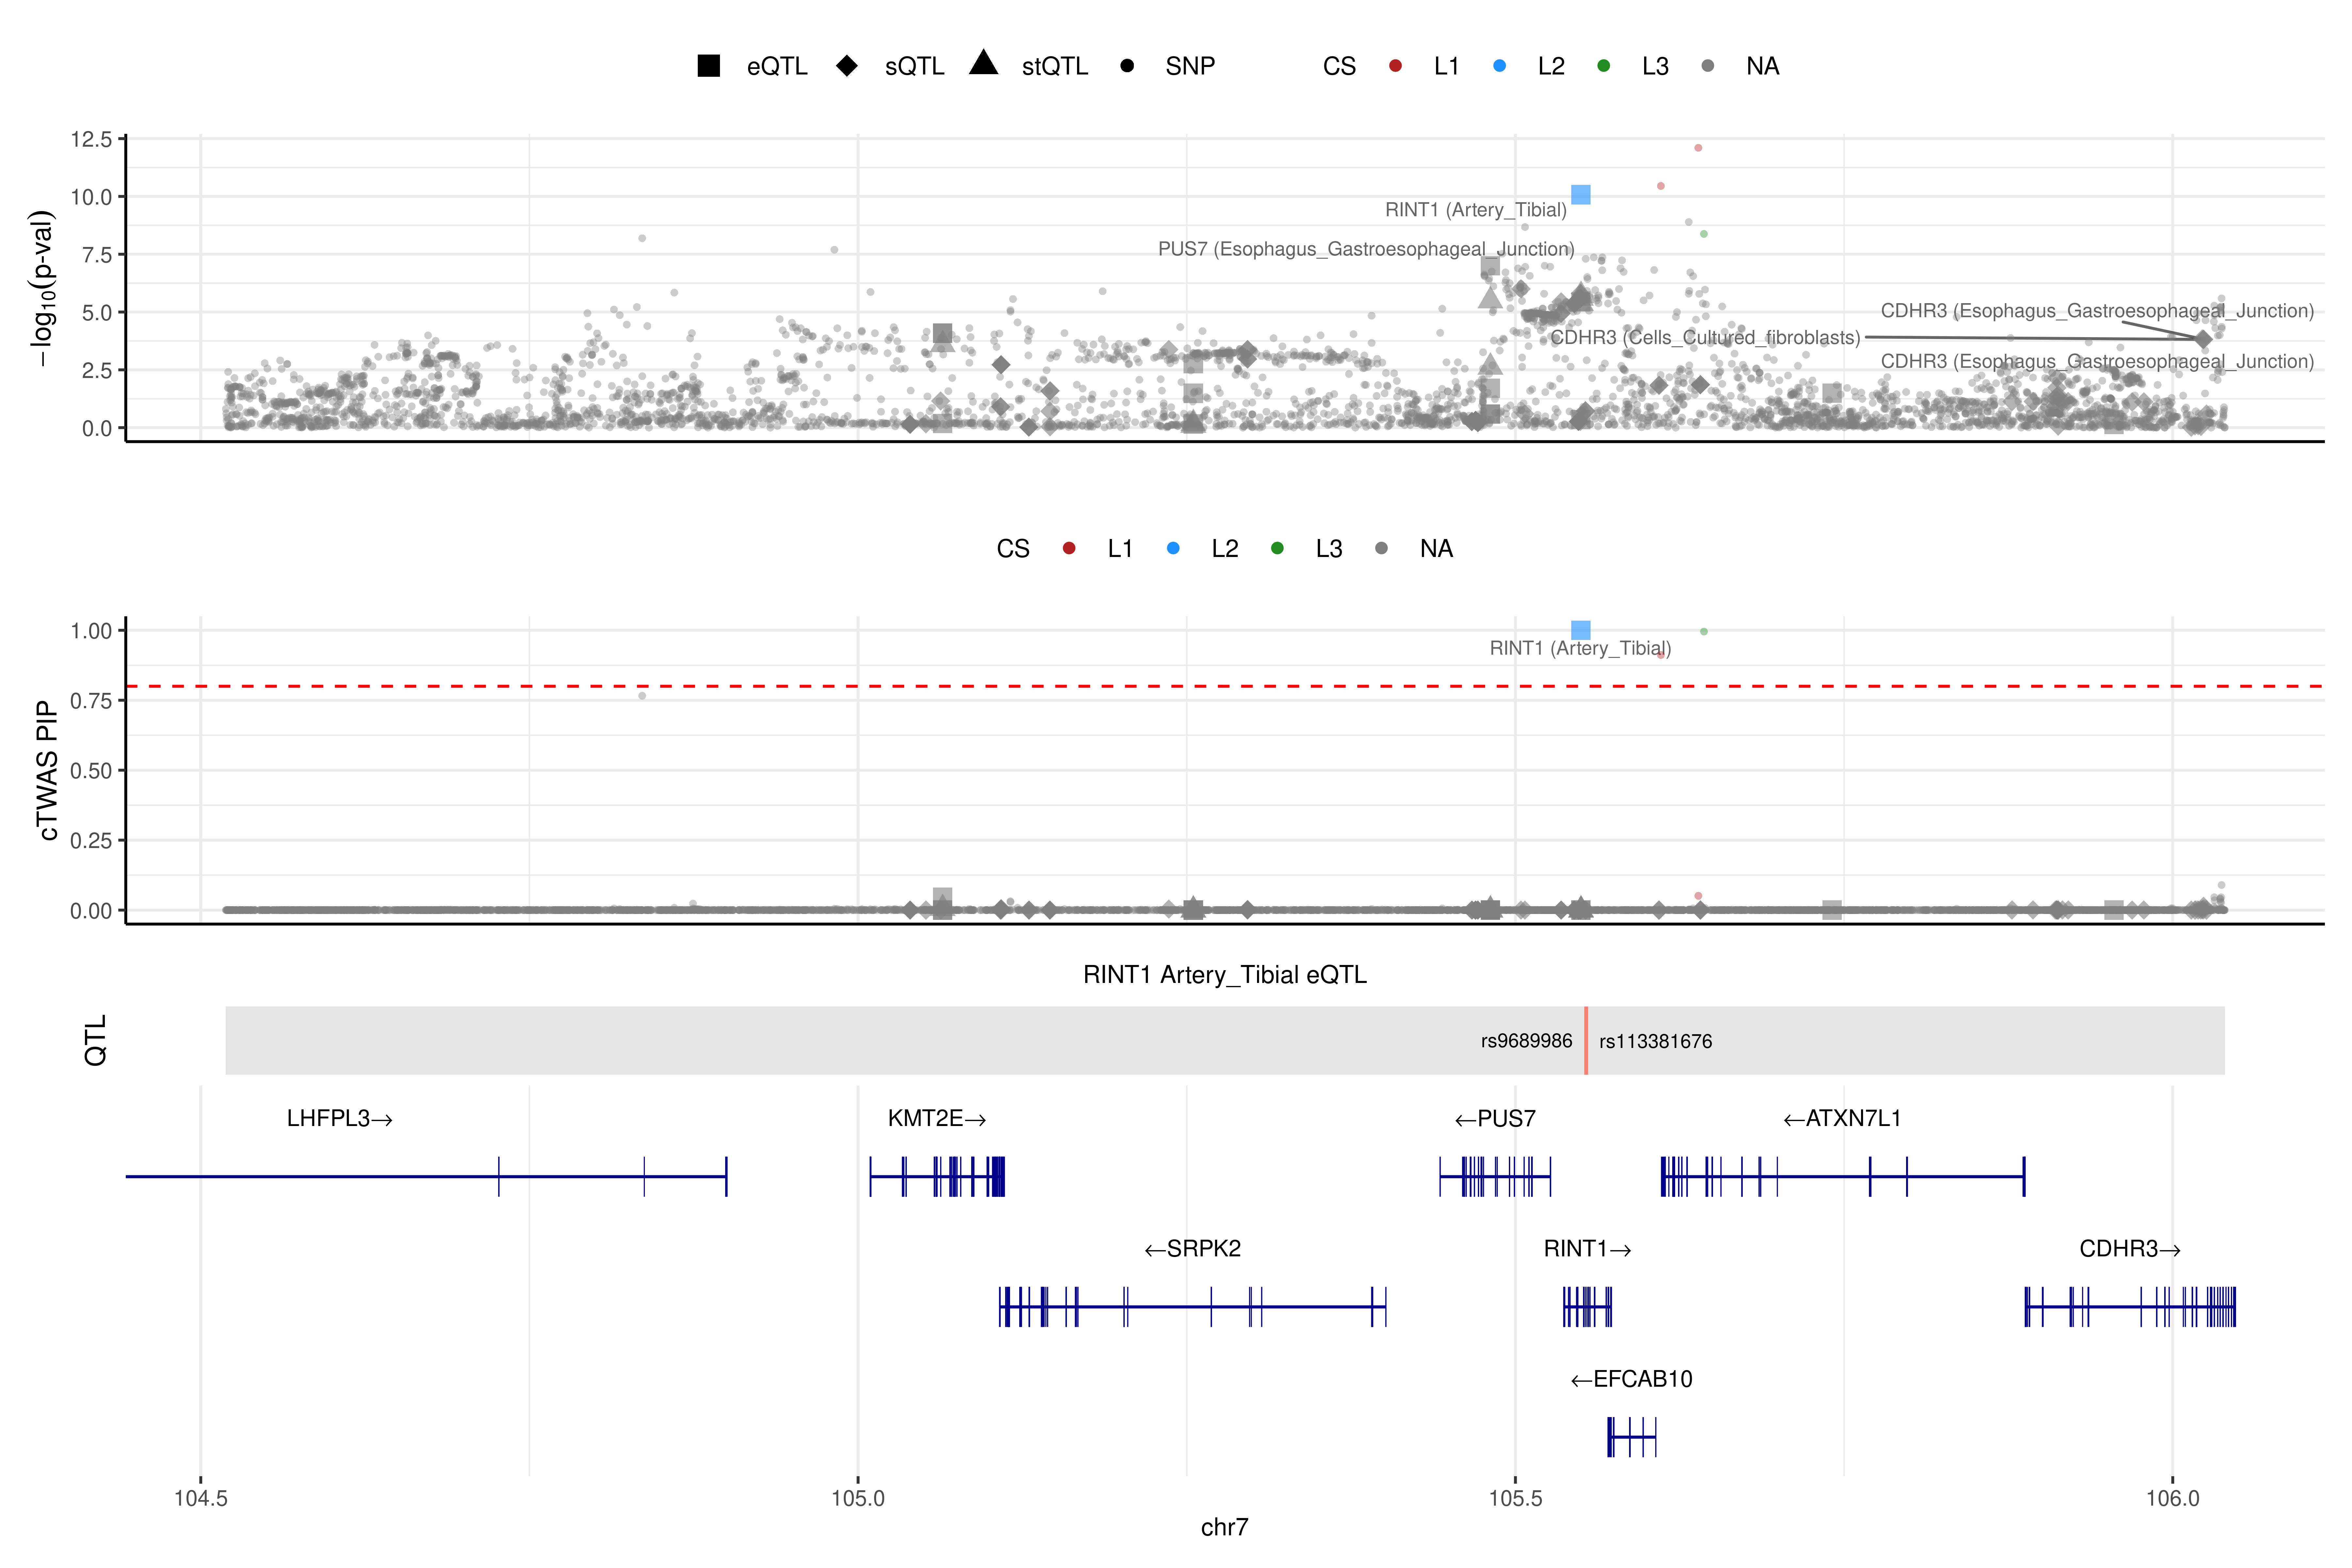 eQTL sQTL stQTL SNP CS L1 L2 L3 NA
12.5
10.0
7.5
5.0
2.5
0.0
−log10(p-val)
RINT1 (Artery_Tibial)
PUS7 (Esophagus_Gastroesophageal_Junction)
CDHR3 (Esophagus_Gastroesophageal_Junction)
CDHR3 (Cells_Cultured_fibroblasts)
CDHR3 (Esophagus_Gastroesophageal_Junction)
CS L1 L2 L3 NA
1.00
0.75
0.50
0.25
0.00
cTWAS PIP
RINT1 (Artery_Tibial)
RINT1 Artery_Tibial eQTL
QTL
rs9689986 rs113381676
LHFPL3→ KMT2E→ ←PUS7 ←ATXN7L1
←SRPK2 RINT1→ CDHR3→
←EFCAB10
104.5 105.0 105.5 106.0
chr7